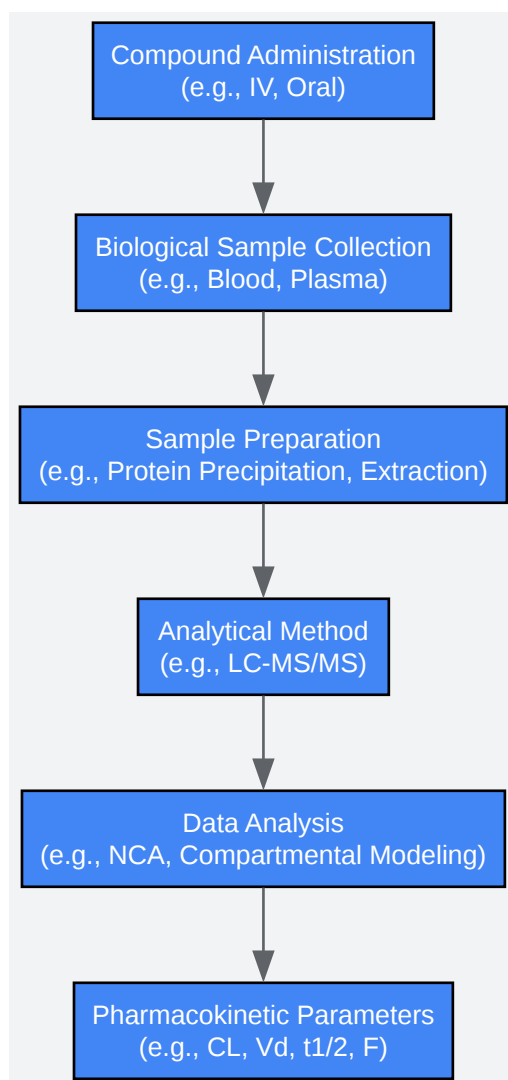 Compound Administration
(e.g., IV, Oral)
Biological Sample Collection
(e.g., Blood, Plasma)
Sample Preparation
(e.g., Protein Precipitation, Extraction)
Analytical Method
(e.g., LC-MS/MS)
Data Analysis
(e.g., NCA, Compartmental Modeling)
Pharmacokinetic Parameters
(e.g., CL, Vd, t1/2, F)